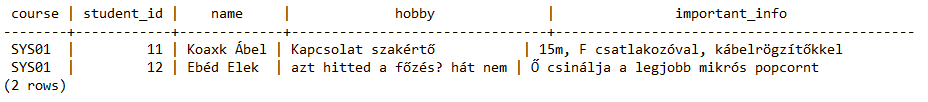 course | student_id | name | hobby | important_info
--------+------------+------------+---------------------------+-------------------------------------
SYS01 | 11 | Koaxk Ábel | Kapcsolat szakértő | 15m, F csatlakozóval, kábelrögzítőkkel
SYS01 | 12 | Ebéd Elek | azt hitted a főzés? hát nem | Ő csinálja a legjobb mikrós popcornt
(2 rows)